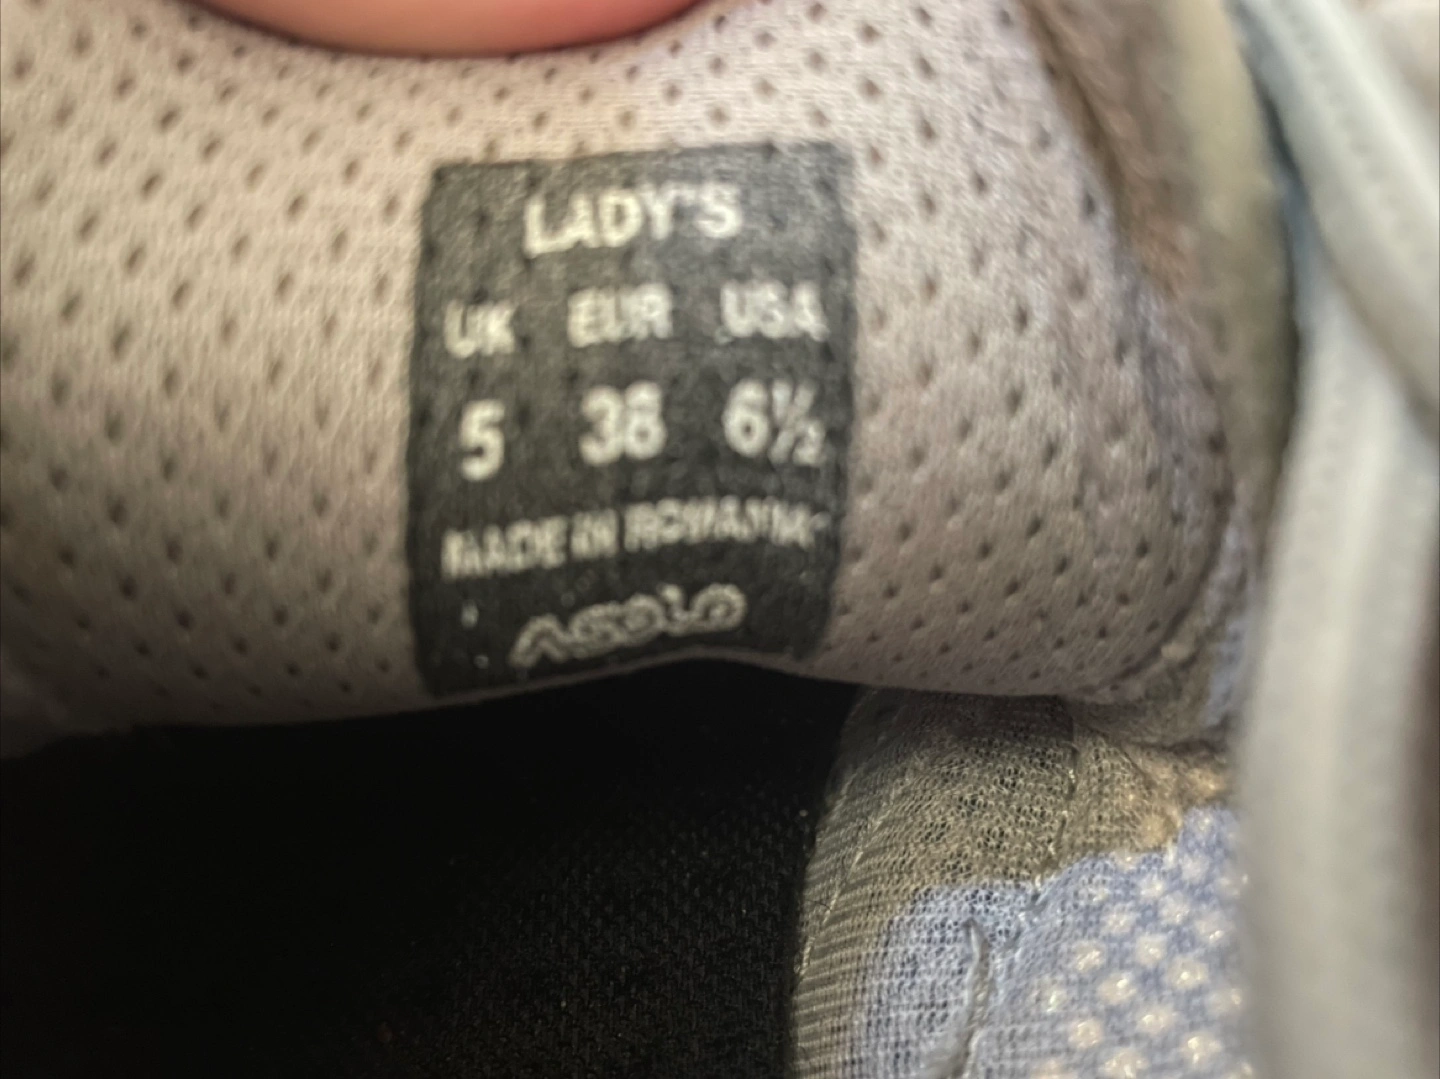 LADY'S
UK EUR USA
5 38 6½
MADE IN ROMANIA
ASOLO